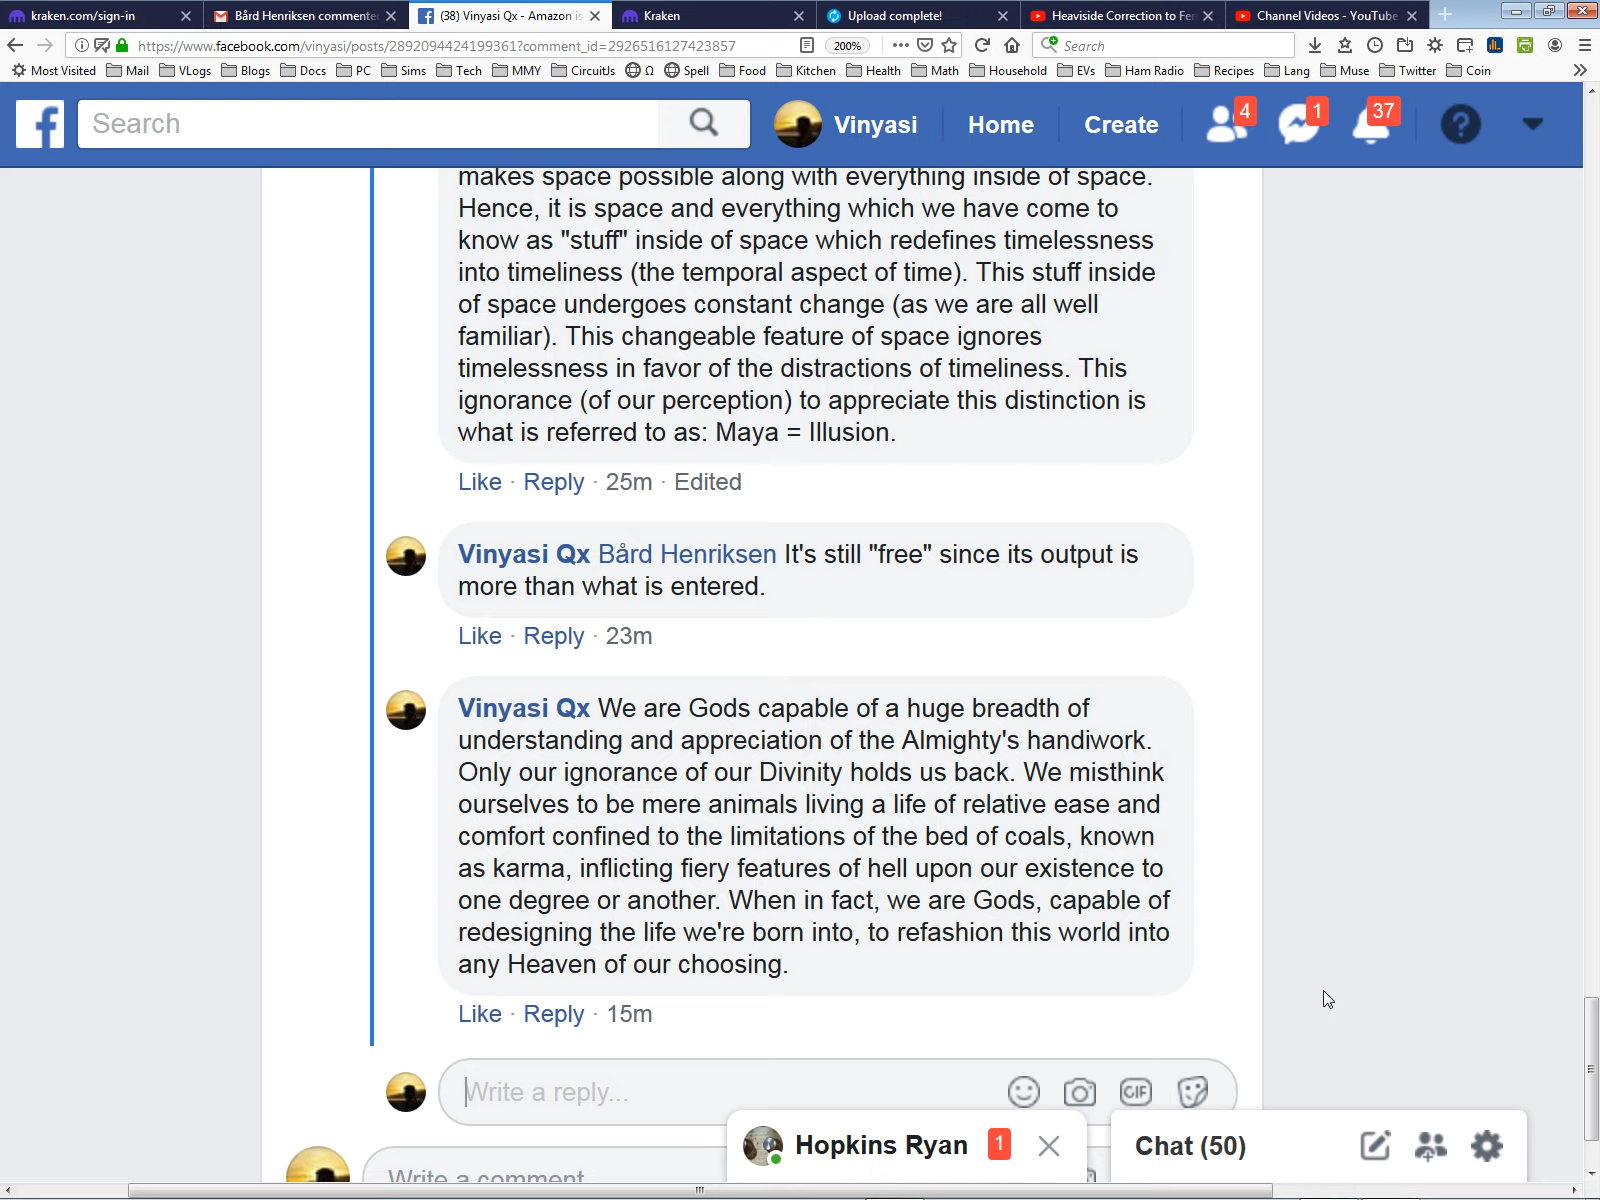 kraken.com/sign-in
Bård Henriksen commente
(38) Vinyasi Qx - Amazon is
Kraken
Upload complete!
Heaviside Correction to Fer
Channel Videos - YouTube
https://www.facebook.com/vinyasi/posts/2892094424199361?comment_id=2926516127423857
200%
Search
Most Visited Mail VLogs Blogs Docs PC Sims Tech MMY CircuitJs Ω Spell Food Kitchen Health Math Household EVs Ham Radio Recipes Lang Muse Twitter Coin
Search
Vinyasi
Home
Create
4
1
37
makes space possible along with everything inside of space.
Hence, it is space and everything which we have come to
know as "stuff" inside of space which redefines timelessness
into timeliness (the temporal aspect of time). This stuff inside
of space undergoes constant change (as we are all well
familiar). This changeable feature of space ignores
timelessness in favor of the distractions of timeliness. This
ignorance (of our perception) to appreciate this distinction is
what is referred to as: Maya = Illusion.
Like · Reply · 25m · Edited
Vinyasi Qx Bård Henriksen It's still "free" since its output is
more than what is entered.
Like · Reply · 23m
Vinyasi Qx We are Gods capable of a huge breadth of
understanding and appreciation of the Almighty's handiwork.
Only our ignorance of our Divinity holds us back. We misthink
ourselves to be mere animals living a life of relative ease and
comfort confined to the limitations of the bed of coals, known
as karma, inflicting fiery features of hell upon our existence to
one degree or another. When in fact, we are Gods, capable of
redesigning the life we're born into, to refashion this world into
any Heaven of our choosing.
Like · Reply · 15m
Write a reply...
GIF
Write a comment
Hopkins Ryan 1
Chat (50)